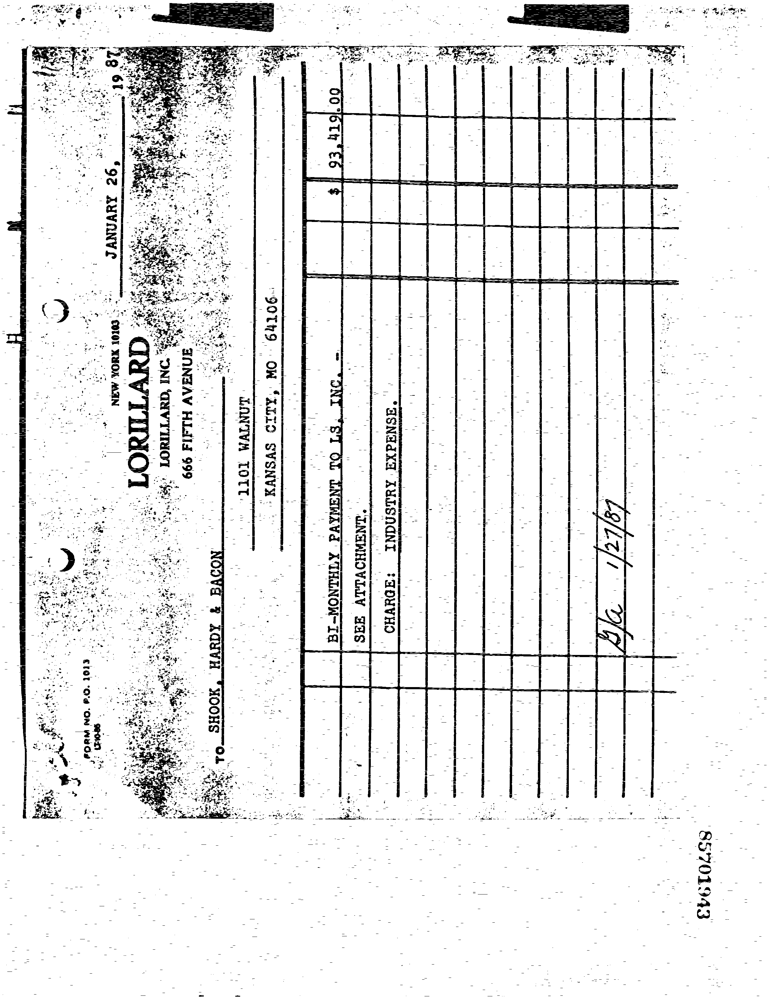 FORM NO. P.O. 1013
NEW YORK 10103
JANUARY 26, 19 87
LORILLARD
LORILLARD, INC.
666 FIFTH AVENUE
TO SHOOK, HARDY & BACON
1101 WALNUT
KANSAS CITY, MO 64106
BI-MONTHLY PAYMENT TO LS, INC. - $ 93,419.00
SEE ATTACHMENT.
CHARGE: INDUSTRY EXPENSE.
1/27/87
85701943